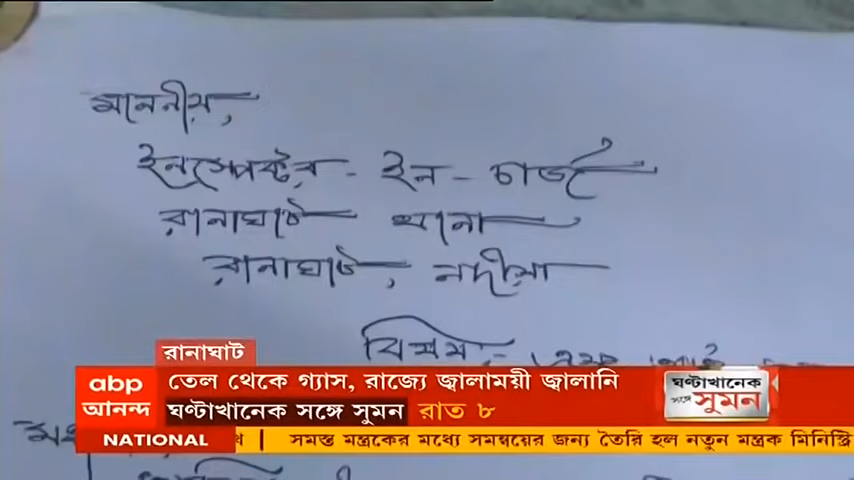 মাননীয়,
ইনস্পেক্টর - ইন - চার্জ
রানাঘাট থানা
রানাঘাট, নদীয়া
বিষয়:-
রানাঘাট
abp
আনন্দ
তেল থেকে গ্যাস, রাজ্যে জ্বালাময়ী জ্বালানি
ঘণ্টাখানেক সঙ্গে সুমন রাত ৮
ঘণ্টাখানেক
সঙ্গে সুমন
NATIONAL
সমস্ত মন্ত্রকের মধ্যে সমন্বয়ের জন্য তৈরি হল নতুন মন্ত্রক মিনিস্ট্রি